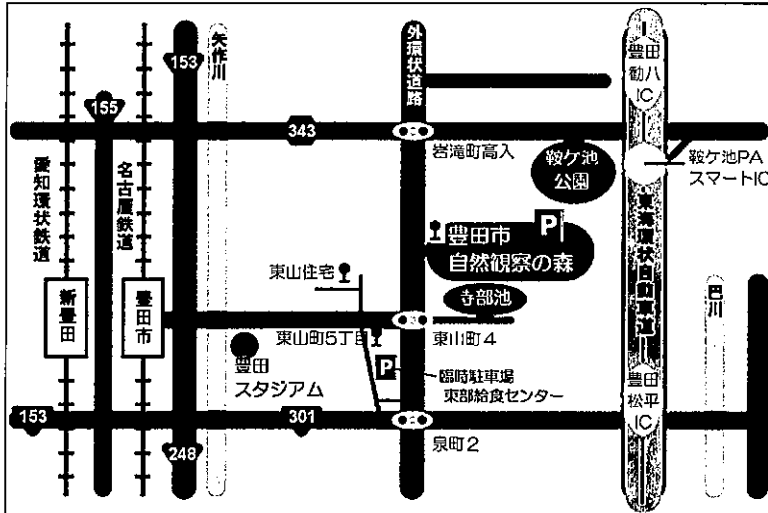 153
矢作川
外環状道路
豊田
勘八
IC
155
343
岩滝町高入
鞍ケ池
公園
鞍ケ池PA
スマートIC
愛知環状鉄道
名古屋鉄道
東海環状自動車道
P
豊田市
自然観察の森
東山住宅
寺部池
巴川
新豊田
豊田市
東山町5丁目
東山町4
豊田
スタジアム
P
臨時駐車場
東部給食センター
豊田
松平
IC
153
301
248
泉町2